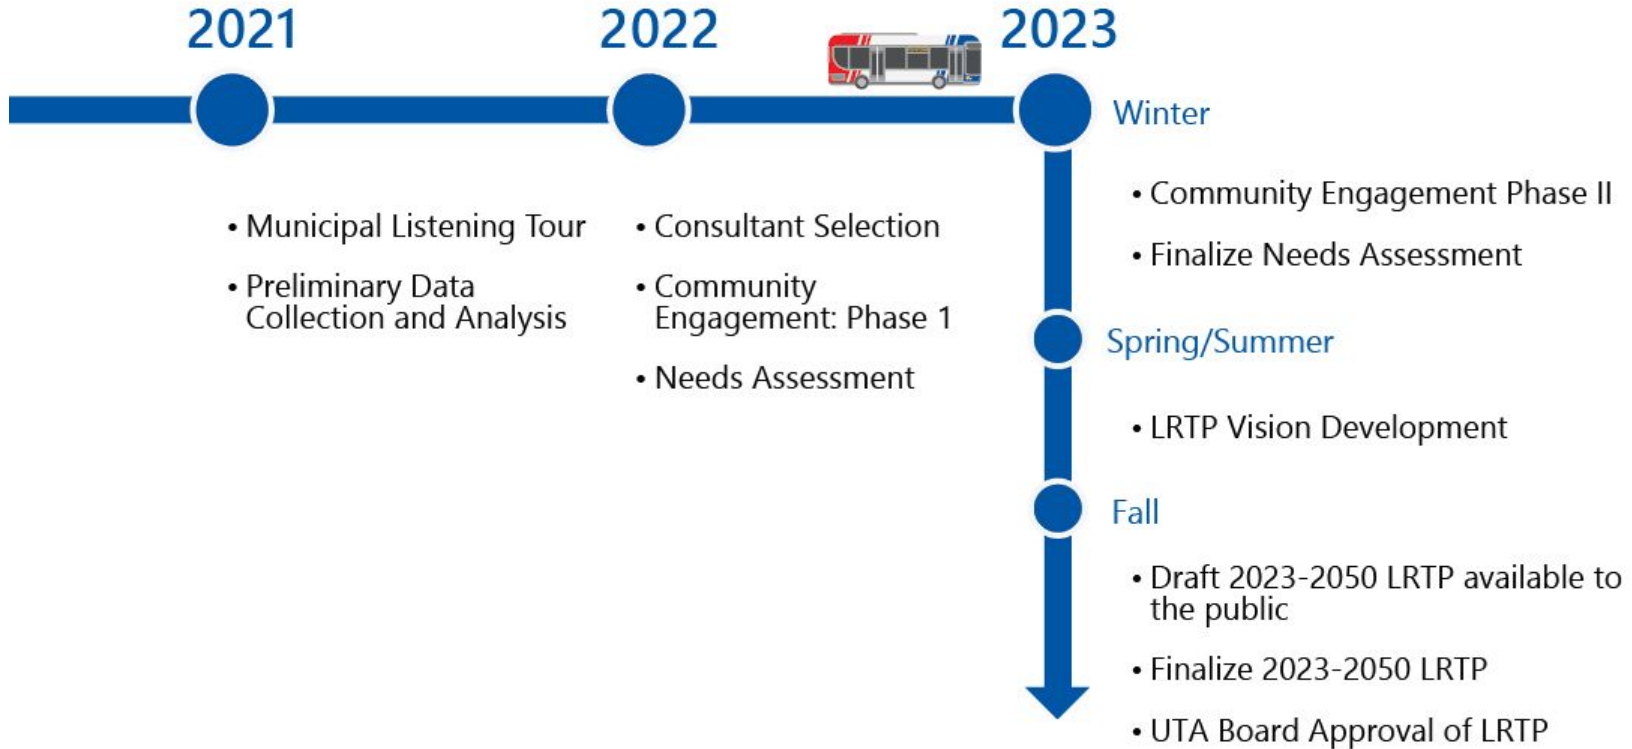 2021
• Municipal Listening Tour
• Preliminary Data
Collection and Analysis
2022
• Consultant Selection
• Community
Engagement: Phase 1
• Needs Assessment
2023
Winter
• Community Engagement Phase II
• Finalize Needs Assessment
Spring/Summer
• LRTP Vision Development
Fall
• Draft 2023-2050 LRTP available to
the public
• Finalize 2023-2050 LRTP
• UTA Board Approval of LRTP